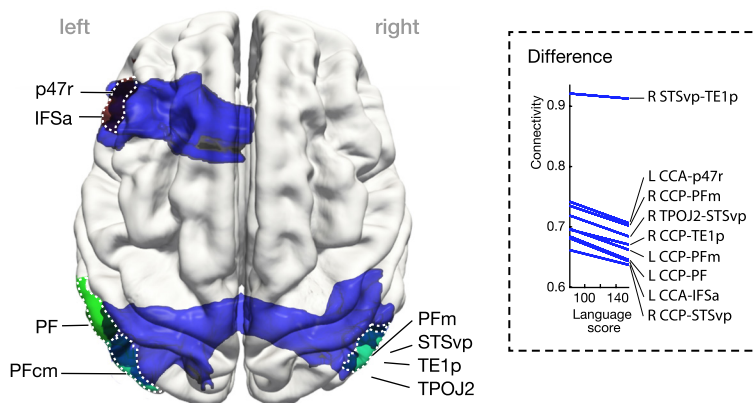 left
right
p47r
IFSa
PF
PFcm
PFm
STSvp
TE1p
TPOJ2
Difference
Connectivity
0.9
0.8
0.7
0.6
100 140
Language
score
R STSvp-TE1p
L CCA-p47r
R CCP-PFm
R TPOJ2-STSvp
R CCP-TE1p
L CCP-PFm
L CCP-PF
L CCA-IFSa
R CCP-STSvp